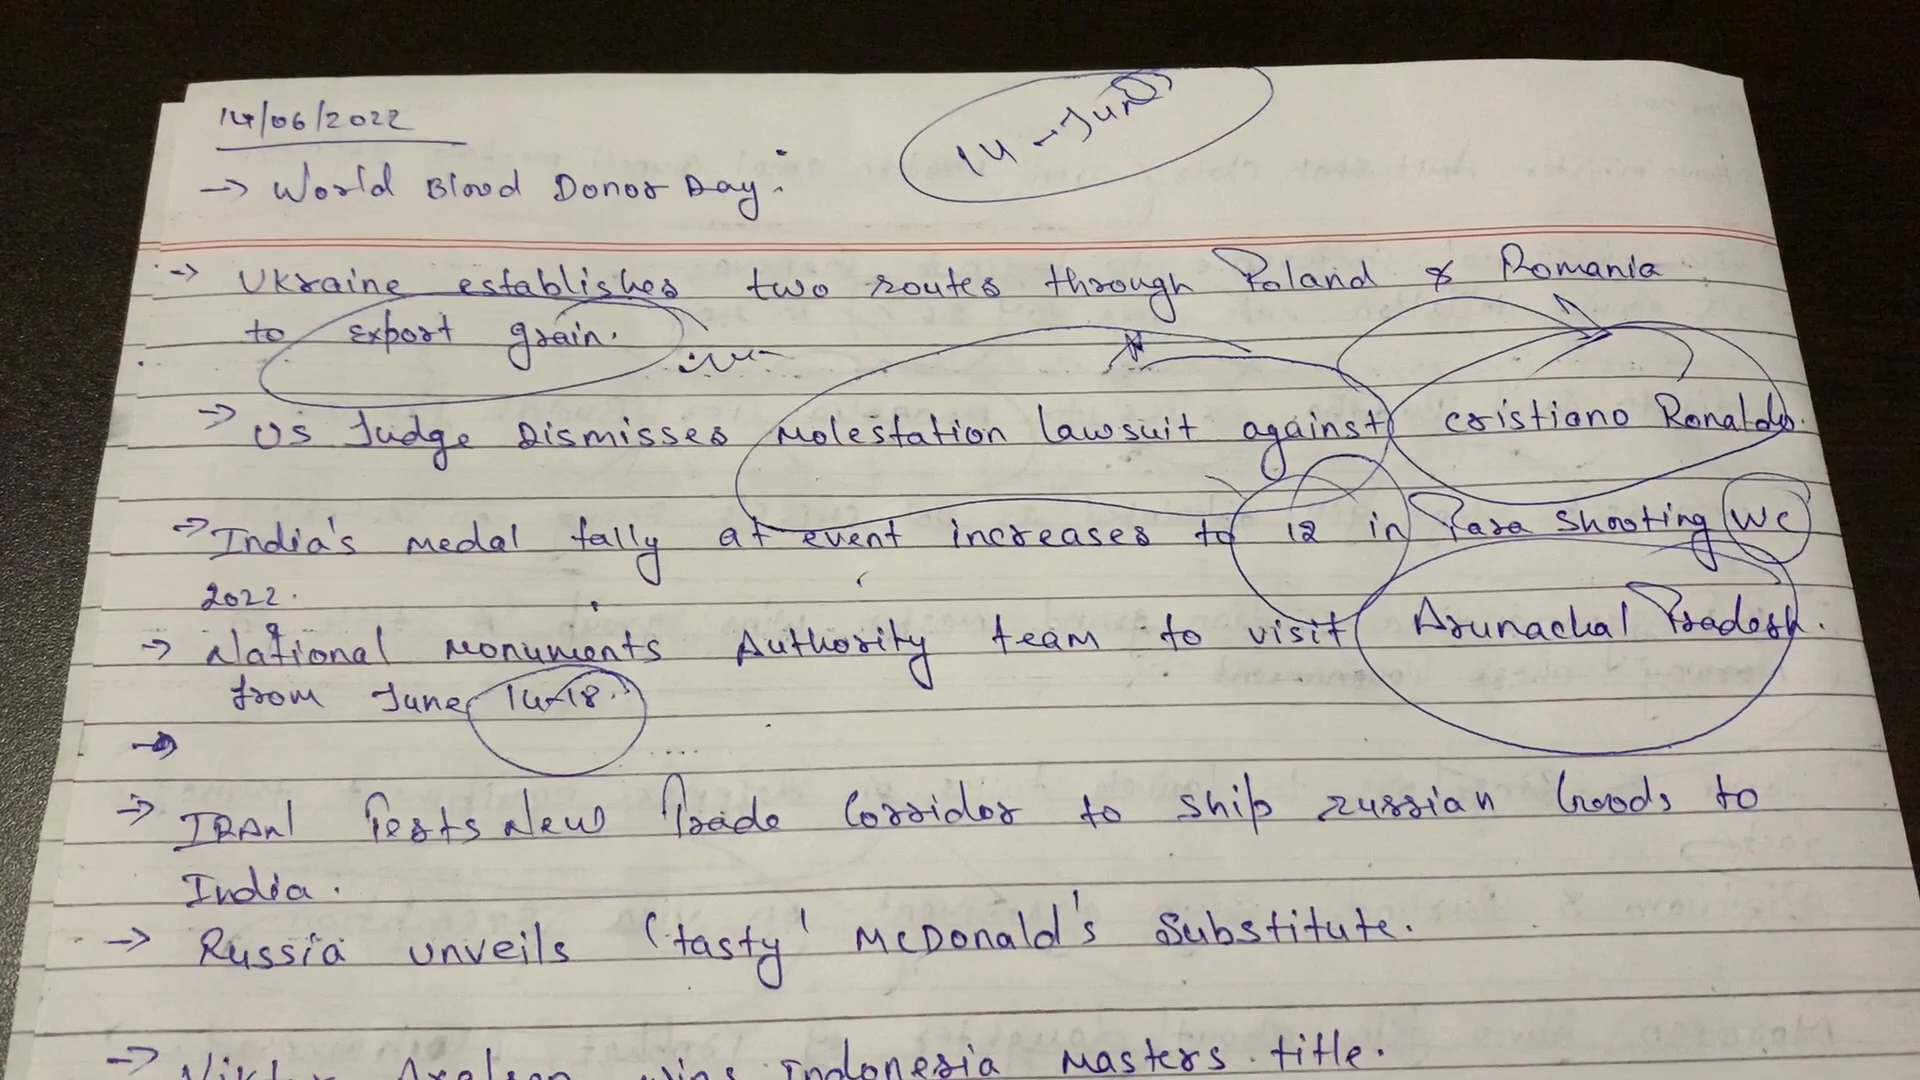 14/06/2022
14-Jun
→ World Blood Donor Day.
→ Ukraine establishes two routes through Poland & Romania
to export grain.
→ US Judge Dismisses Molestation lawsuit against Cristiano Ronaldo.
→ India's medal tally at event increases to 12 in Para Shooting WC
2022.
→ National Monuments Authority team to visit Arunachal Pradesh.
from June 14-18.
→
→ IRAN Tests New Trade Corridor to ship russian Goods to
India.
→ Russia unveils 'tasty' McDonald's Substitute.
→ Viktor Axelsen wins Indonesia Masters title.